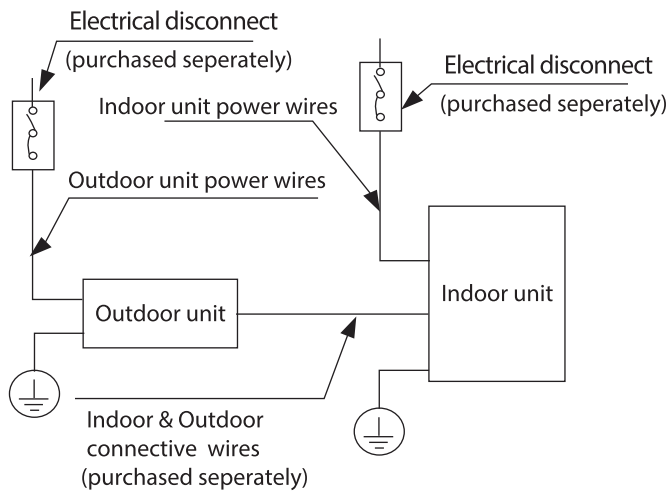 Electrical disconnect
(purchased seperately)
Electrical disconnect
(purchased seperately)
Indoor unit power wires
Outdoor unit power wires
Outdoor unit
Indoor unit
Indoor & Outdoor
connective wires
(purchased seperately)